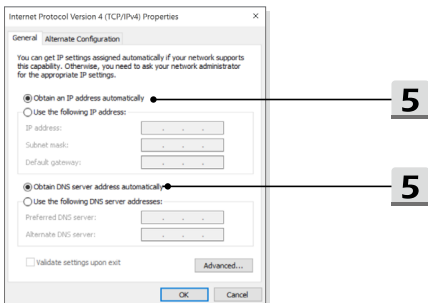 Internet Protocol Version 4 (TCP/IPv4) Properties
General Alternate Configuration
You can get IP settings assigned automatically if your network supports
this capability. Otherwise, you need to ask your network administrator
for the appropriate IP settings.
Obtain an IP address automatically
5
Use the following IP address:
IP address:
Subnet mask:
Default gateway:
Obtain DNS server address automatically
5
Use the following DNS server addresses:
Preferred DNS server:
Alternate DNS server:
Validate settings upon exit
Advanced...
OK Cancel